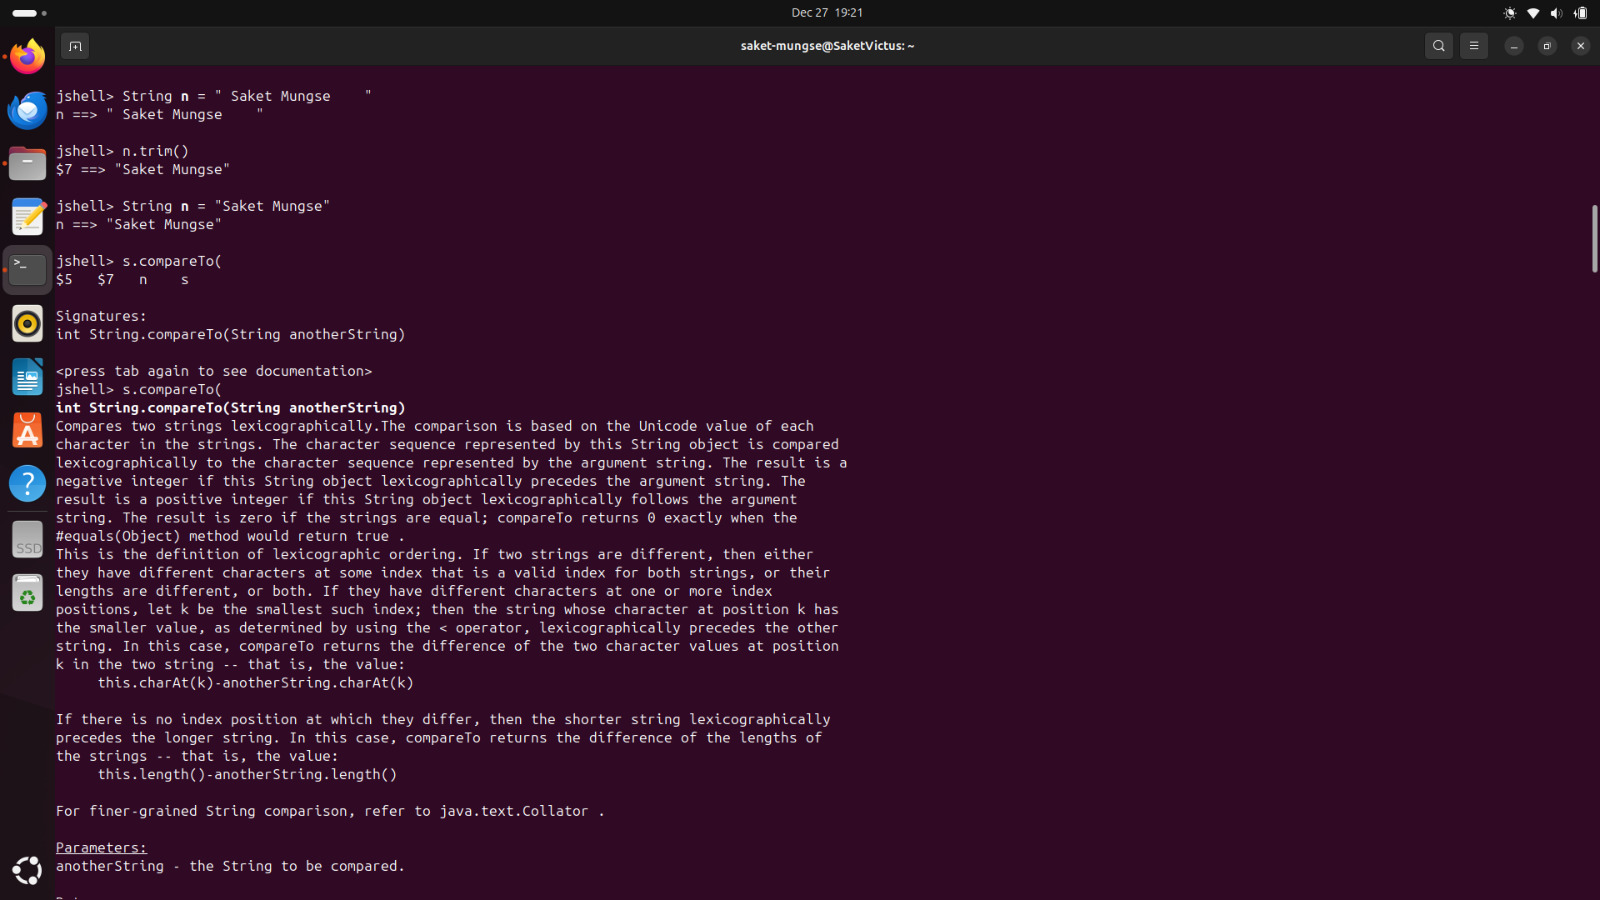 Dec 27 19:21
saket-mungse@SaketVictus: ~
jshell> String n = " Saket Mungse    "
n ==> " Saket Mungse    "
jshell> n.trim()
$7 ==> "Saket Mungse"
jshell> String n = "Saket Mungse"
n ==> "Saket Mungse"
jshell> s.compareTo(
$5   $7   n    s
Signatures:
int String.compareTo(String anotherString)
<press tab again to see documentation>
jshell> s.compareTo(
int String.compareTo(String anotherString)
Compares two strings lexicographically.The comparison is based on the Unicode value of each
character in the strings. The character sequence represented by this String object is compared
lexicographically to the character sequence represented by the argument string. The result is a
negative integer if this String object lexicographically precedes the argument string. The
result is a positive integer if this String object lexicographically follows the argument
string. The result is zero if the strings are equal; compareTo returns 0 exactly when the
#equals(Object) method would return true .
This is the definition of lexicographic ordering. If two strings are different, then either
they have different characters at some index that is a valid index for both strings, or their
lengths are different, or both. If they have different characters at one or more index
positions, let k be the smallest such index; then the string whose character at position k has
the smaller value, as determined by using the < operator, lexicographically precedes the other
string. In this case, compareTo returns the difference of the two character values at position
k in the two string -- that is, the value:
     this.charAt(k)-anotherString.charAt(k)
If there is no index position at which they differ, then the shorter string lexicographically
precedes the longer string. In this case, compareTo returns the difference of the lengths of
the strings -- that is, the value:
     this.length()-anotherString.length()
For finer-grained String comparison, refer to java.text.Collator .
Parameters:
anotherString - the String to be compared.
SSD